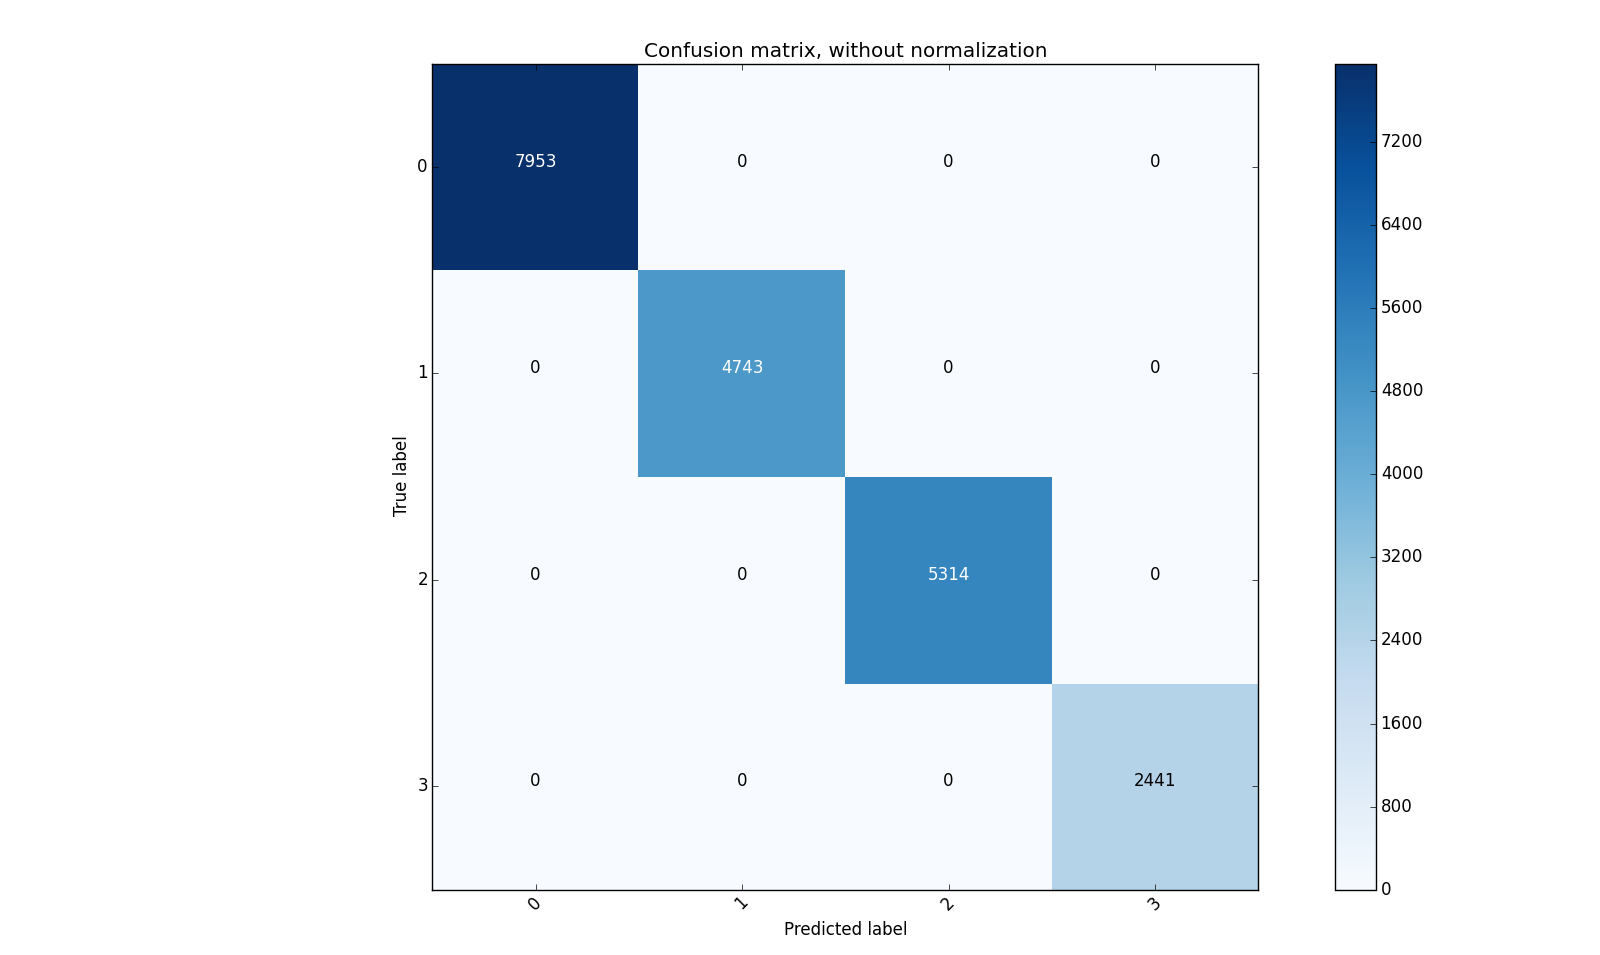 Confusion matrix, without normalization
0 7953 0 0 0
1 0 4743 0 0
2 0 0 5314 0
3 0 0 0 2441
True label
0 1 2 3
Predicted label
7200
6400
5600
4800
4000
3200
2400
1600
800
0